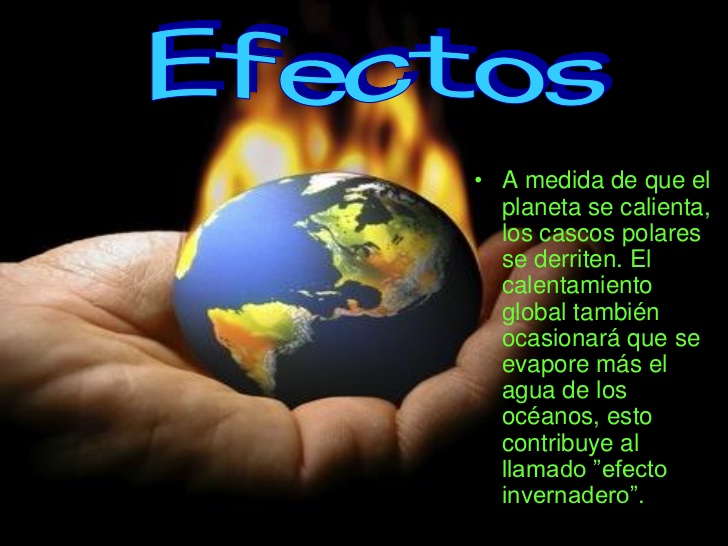 Efectos
• A medida de que el
planeta se calienta,
los cascos polares
se derriten. El
calentamiento
global también
ocasionará que se
evapore más el
agua de los
océanos, esto
contribuye al
llamado ”efecto
invernadero”.